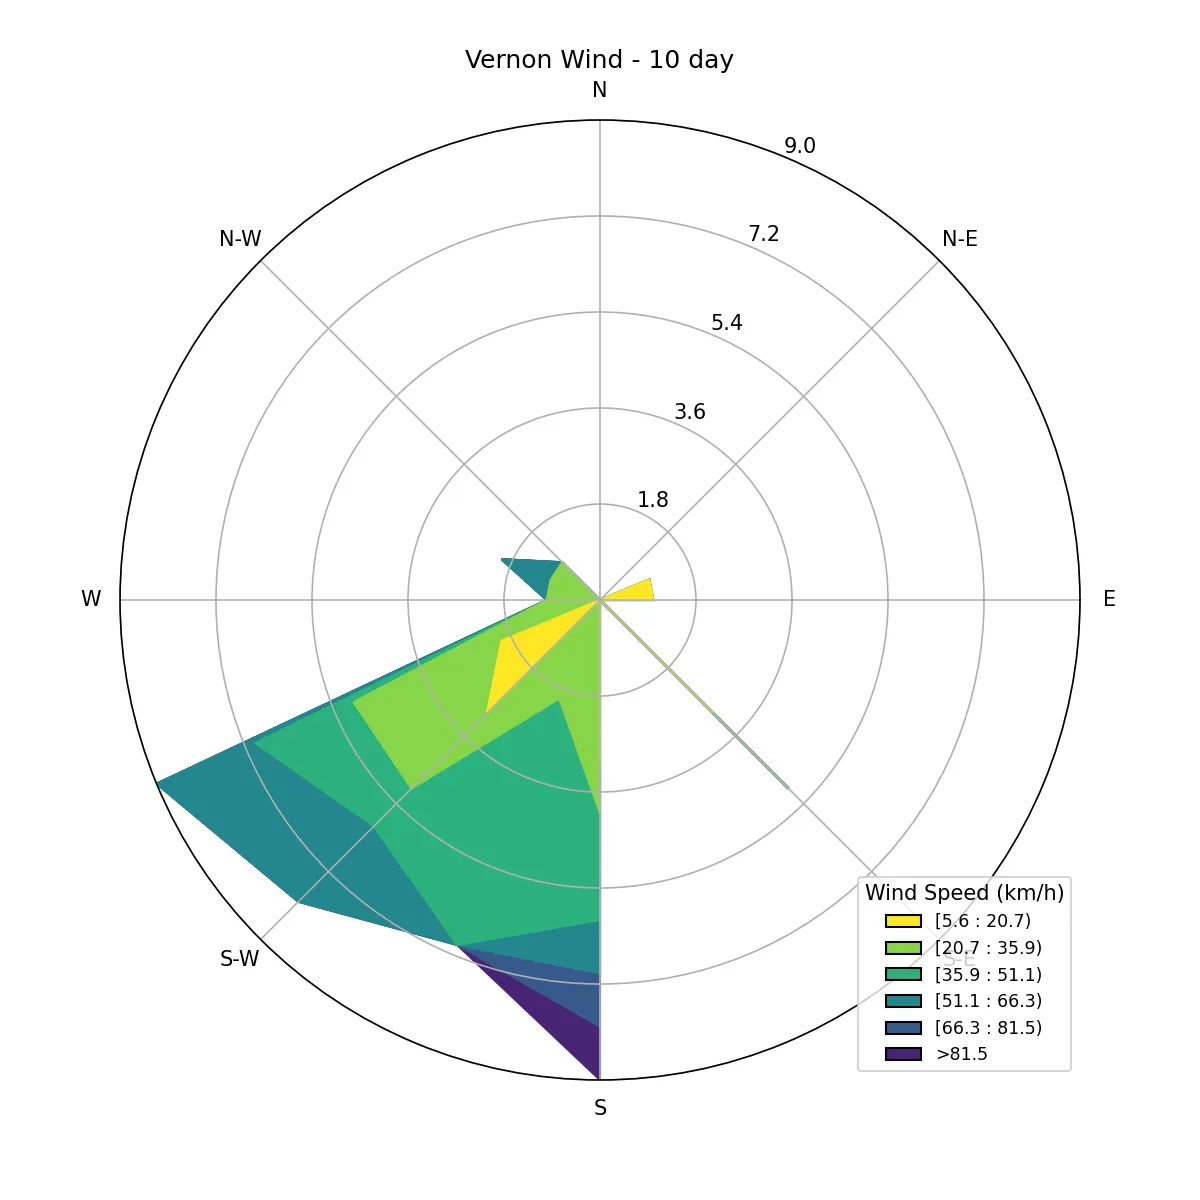 Vernon Wind - 10 day
N
9.0
N-W
7.2
N-E
5.4
3.6
1.8
W
E
S-W
S-E
S
Wind Speed (km/h)
[5.6 : 20.7)
[20.7 : 35.9)
[35.9 : 51.1)
[51.1 : 66.3)
[66.3 : 81.5)
>81.5